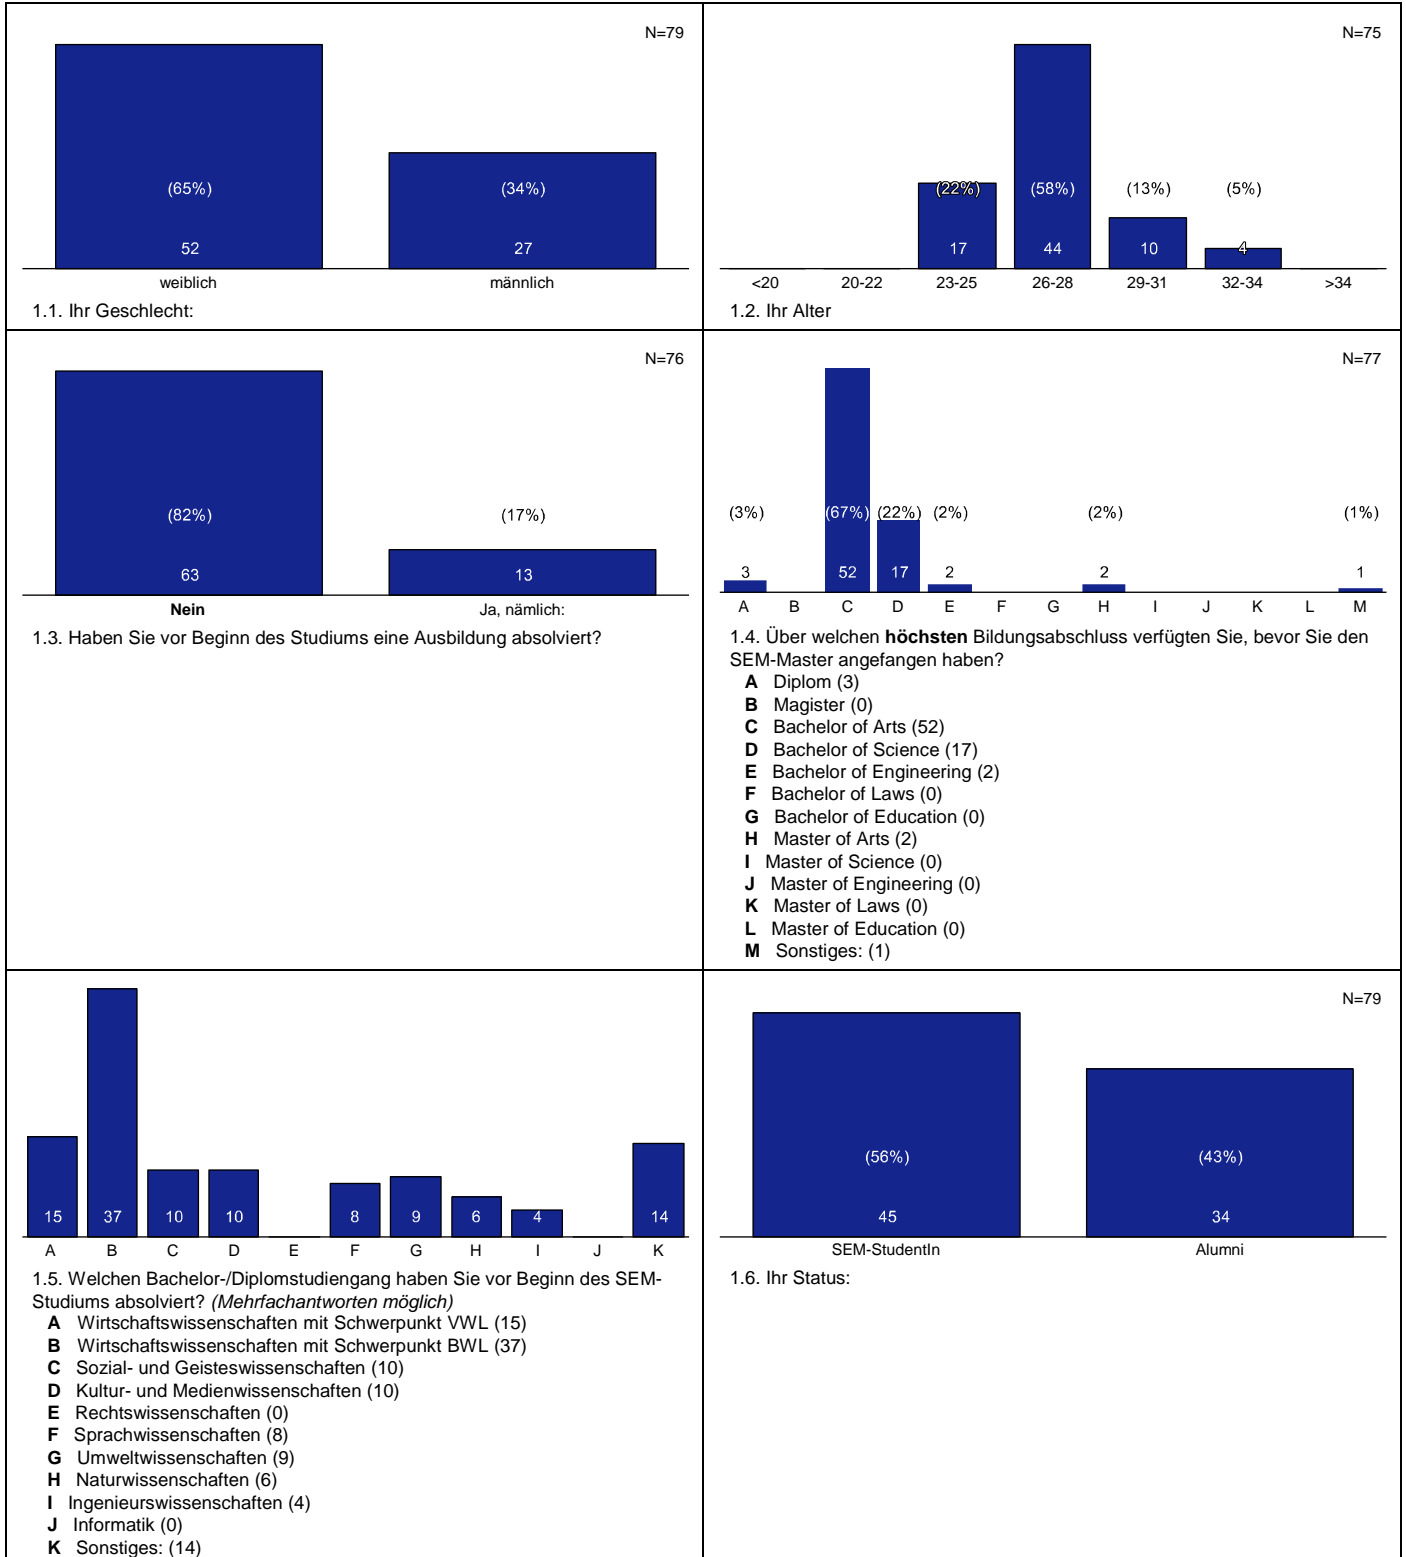 N=79
(65%) (34%)
52 27
weiblich männlich
1.1. Ihr Geschlecht:
N=75
(22%) (58%) (13%) (5%)
17 44 10 4
<20 20-22 23-25 26-28 29-31 32-34 >34
1.2. Ihr Alter
N=76
(82%) (17%)
63 13
Nein Ja, nämlich:
1.3. Haben Sie vor Beginn des Studiums eine Ausbildung absolviert?
N=77
(3%) (67%) (22%) (2%) (2%) (1%)
3 52 17 2 2 1
A B C D E F G H I J K L M
1.4. Über welchen höchsten Bildungsabschluss verfügten Sie, bevor Sie den
SEM-Master angefangen haben?
A Diplom (3)
B Magister (0)
C Bachelor of Arts (52)
D Bachelor of Science (17)
E Bachelor of Engineering (2)
F Bachelor of Laws (0)
G Bachelor of Education (0)
H Master of Arts (2)
I Master of Science (0)
J Master of Engineering (0)
K Master of Laws (0)
L Master of Education (0)
M Sonstiges: (1)
15 37 10 10 8 9 6 4 14
A B C D E F G H I J K
1.5. Welchen Bachelor-/Diplomstudiengang haben Sie vor Beginn des SEM-
Studiums absolviert? (Mehrfachantworten möglich)
A Wirtschaftswissenschaften mit Schwerpunkt VWL (15)
B Wirtschaftswissenschaften mit Schwerpunkt BWL (37)
C Sozial- und Geisteswissenschaften (10)
D Kultur- und Medienwissenschaften (10)
E Rechtswissenschaften (0)
F Sprachwissenschaften (8)
G Umweltwissenschaften (9)
H Naturwissenschaften (6)
I Ingenieurswissenschaften (4)
J Informatik (0)
K Sonstiges: (14)
N=79
(56%) (43%)
45 34
SEM-StudentIn Alumni
1.6. Ihr Status: